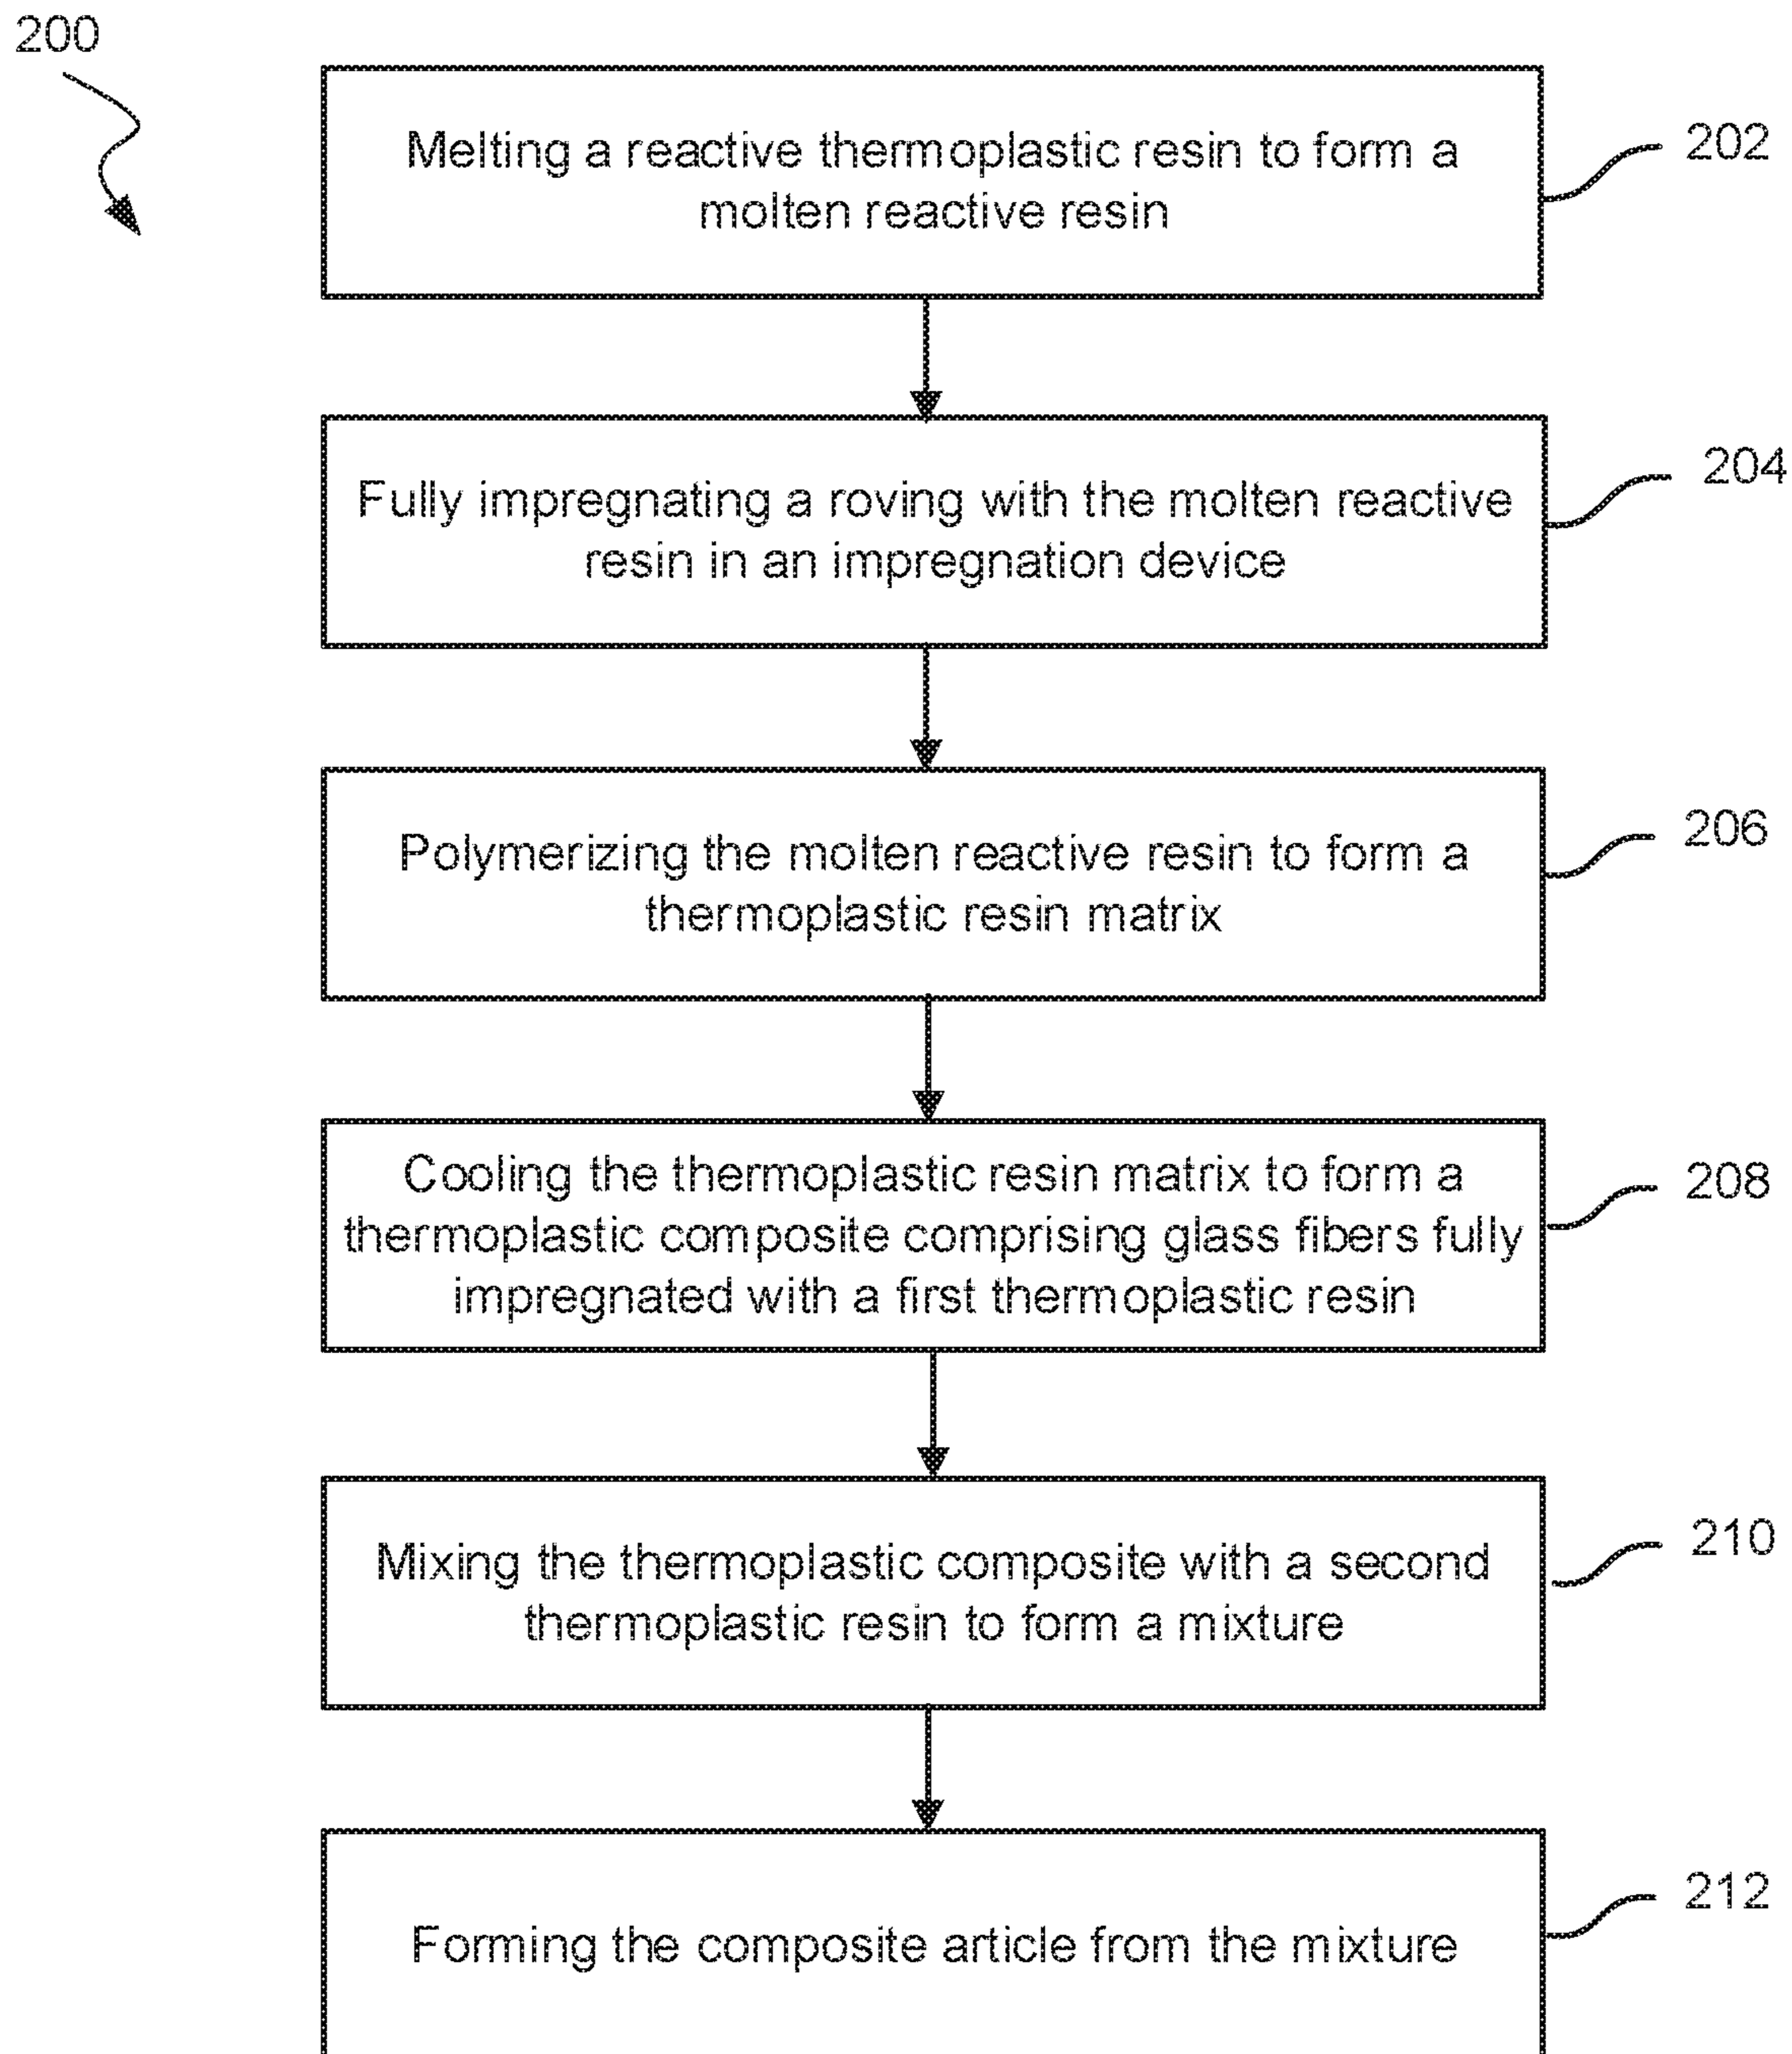 200
Melting a reactive thermoplastic resin to form a
molten reactive resin
202
Fully impregnating a roving with the molten reactive
resin in an impregnation device
204
Polymerizing the molten reactive resin to form a
thermoplastic resin matrix
206
Cooling the thermoplastic resin matrix to form a
thermoplastic composite comprising glass fibers fully
impregnated with a first thermoplastic resin
208
Mixing the thermoplastic composite with a second
thermoplastic resin to form a mixture
210
Forming the composite article from the mixture
212